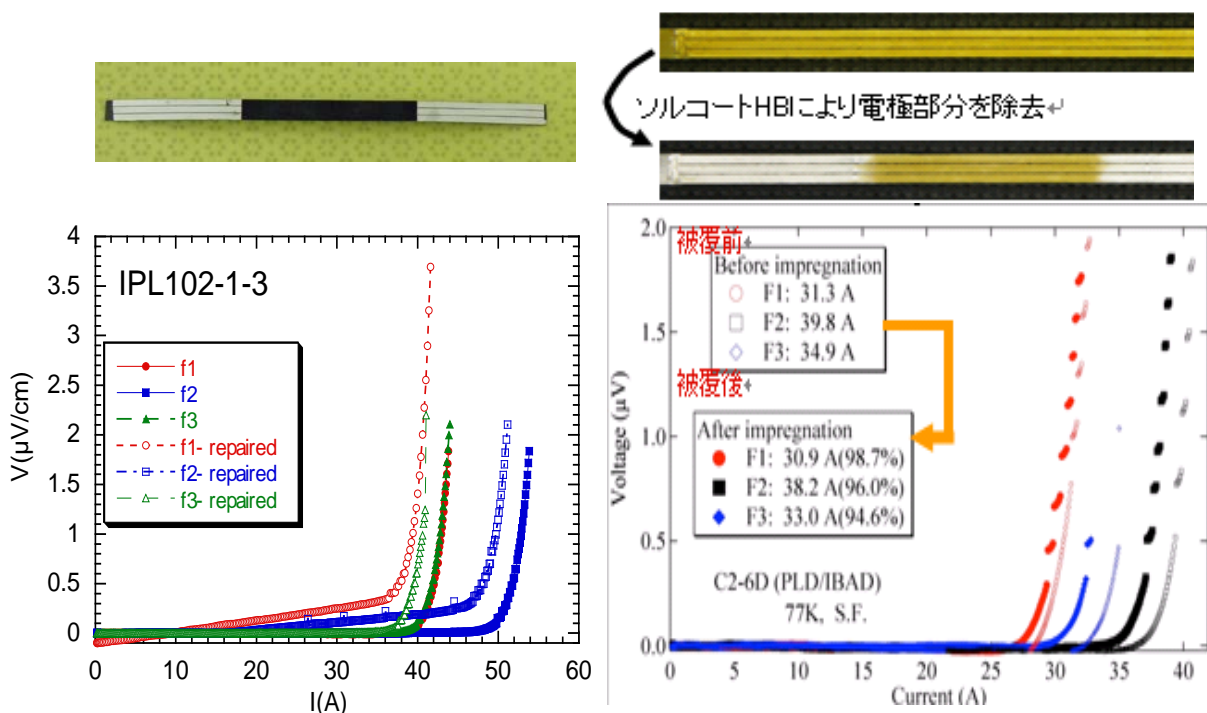 ソルコートHBIにより電極部分を除去↵
4
3.5
3
2.5
2
1.5
1
0.5
0
V(μV/cm)
IPL102-1-3
f1
f2
f3
f1- repaired
f2- repaired
f3- repaired
0
10
20
30
40
50
60
I(A)
2.0
1.5
1.0
0.5
0.0
Voltage (μV)
被覆前
Before impregnation
F1: 31.3 A
F2: 39.8 A
F3: 34.9 A
被覆後
After impregnation
F1: 30.9 A(98.7%)
F2: 38.2 A(96.0%)
F3: 33.0 A(94.6%)
C2-6D (PLD/IBAD)
77K, S.F.
0
5
10
15
20
25
30
35
40
Current (A)